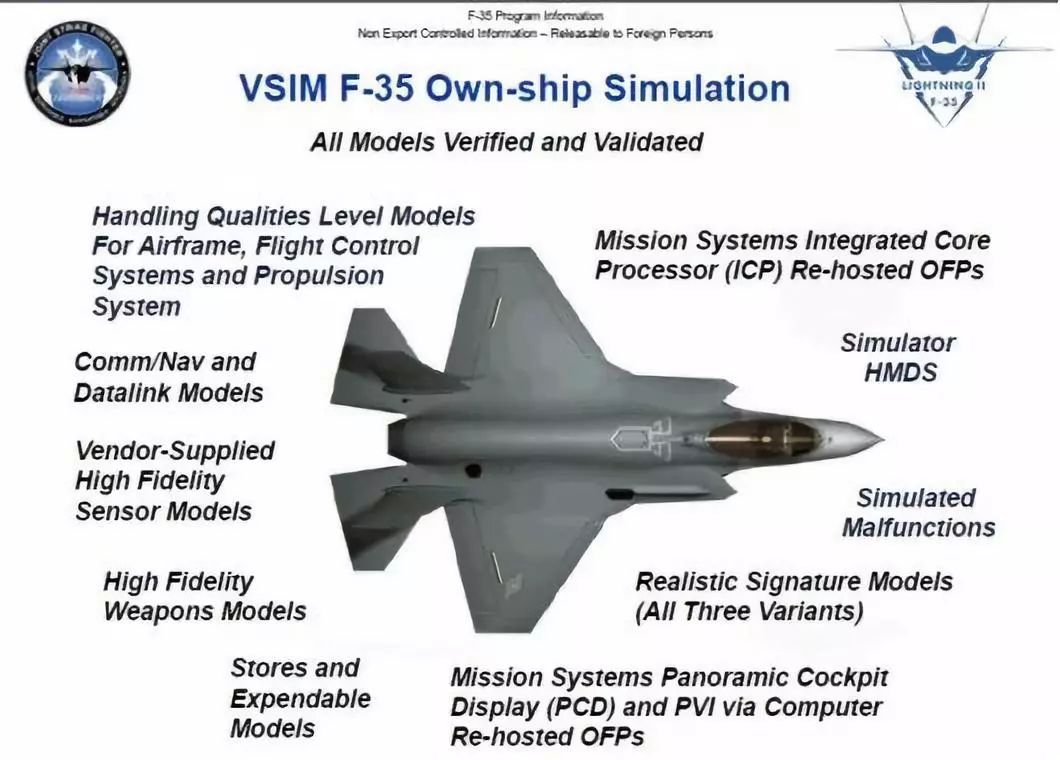 F-35 Program Information
Non Export Controlled Information – Releasable to Foreign Persons
JOINT STRIKE FIGHTER
LIGHTNING II
F-35
VSIM F-35 Own-ship Simulation
All Models Verified and Validated
Handling Qualities Level Models
For Airframe, Flight Control
Systems and Propulsion
System
Mission Systems Integrated Core
Processor (ICP) Re-hosted OFPs
Simulator
HMDS
Comm/Nav and
Datalink Models
Vendor-Supplied
High Fidelity
Sensor Models
Simulated
Malfunctions
High Fidelity
Weapons Models
Realistic Signature Models
(All Three Variants)
Stores and
Expendable
Models
Mission Systems Panoramic Cockpit
Display (PCD) and PVI via Computer
Re-hosted OFPs